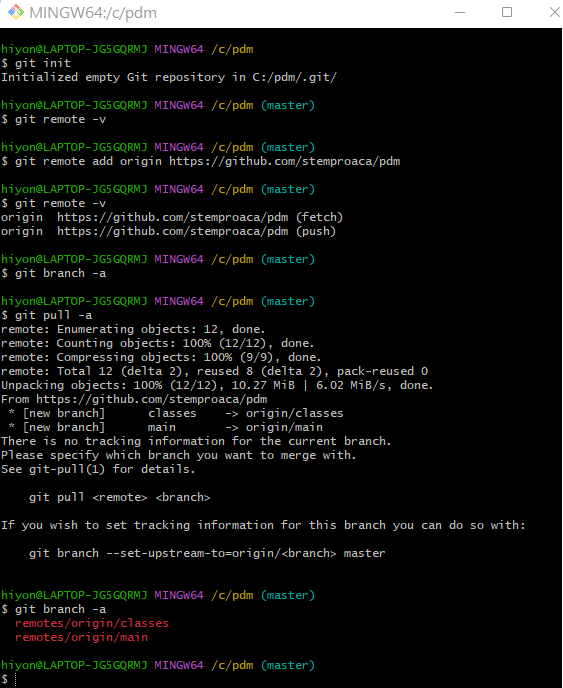 MINGW64:/c/pdm
hiyon@LAPTOP-JG5GQRMJ MINGW64 /c/pdm
$ git init
Initialized empty Git repository in C:/pdm/.git/
hiyon@LAPTOP-JG5GQRMJ MINGW64 /c/pdm (master)
$ git remote -v
hiyon@LAPTOP-JG5GQRMJ MINGW64 /c/pdm (master)
$ git remote add origin https://github.com/stemproaca/pdm
hiyon@LAPTOP-JG5GQRMJ MINGW64 /c/pdm (master)
$ git remote -v
origin  https://github.com/stemproaca/pdm (fetch)
origin  https://github.com/stemproaca/pdm (push)
hiyon@LAPTOP-JG5GQRMJ MINGW64 /c/pdm (master)
$ git branch -a
hiyon@LAPTOP-JG5GQRMJ MINGW64 /c/pdm (master)
$ git pull -a
remote: Enumerating objects: 12, done.
remote: Counting objects: 100% (12/12), done.
remote: Compressing objects: 100% (9/9), done.
remote: Total 12 (delta 2), reused 8 (delta 2), pack-reused 0
Unpacking objects: 100% (12/12), 10.27 MiB | 6.02 MiB/s, done.
From https://github.com/stemproaca/pdm
 * [new branch]      classes    -> origin/classes
 * [new branch]      main       -> origin/main
There is no tracking information for the current branch.
Please specify which branch you want to merge with.
See git-pull(1) for details.
    git pull <remote> <branch>
If you wish to set tracking information for this branch you can do so with:
    git branch --set-upstream-to=origin/<branch> master
hiyon@LAPTOP-JG5GQRMJ MINGW64 /c/pdm (master)
$ git branch -a
  remotes/origin/classes
  remotes/origin/main
hiyon@LAPTOP-JG5GQRMJ MINGW64 /c/pdm (master)
$